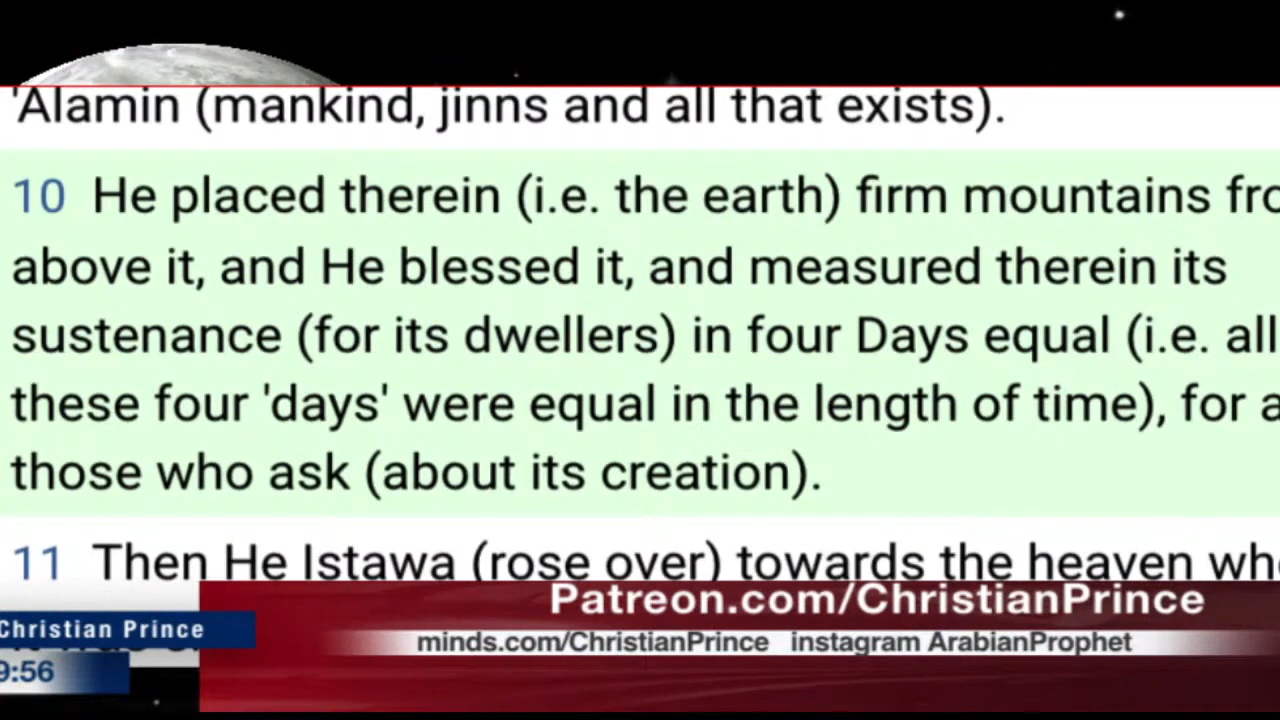 'Alamin (mankind, jinns and all that exists).
10 He placed therein (i.e. the earth) firm mountains fro
above it, and He blessed it, and measured therein its
sustenance (for its dwellers) in four Days equal (i.e. all
these four 'days' were equal in the length of time), for a
those who ask (about its creation).
11 Then He Istawa (rose over) towards the heaven wh
Patreon.com/ChristianPrince
Christian Prince
minds.com/ChristianPrince instagram ArabianProphet
9:56